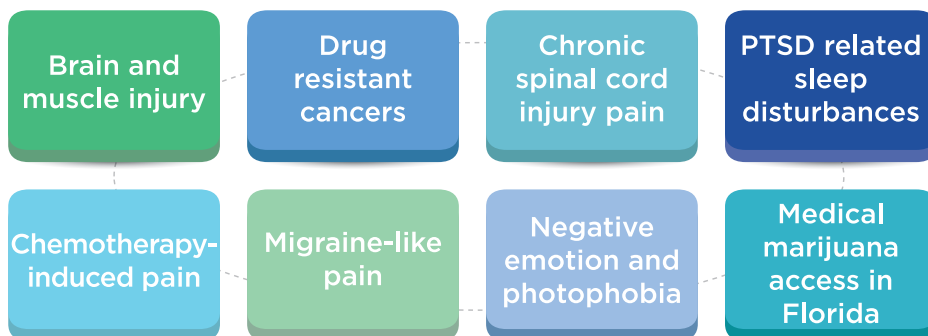 Brain and
muscle injury
Drug
resistant
cancers
Chronic
spinal cord
injury pain
PTSD related
sleep
disturbances
Chemotherapy-
induced pain
Migraine-like
pain
Negative
emotion and
photophobia
Medical
marijuana
access in
Florida